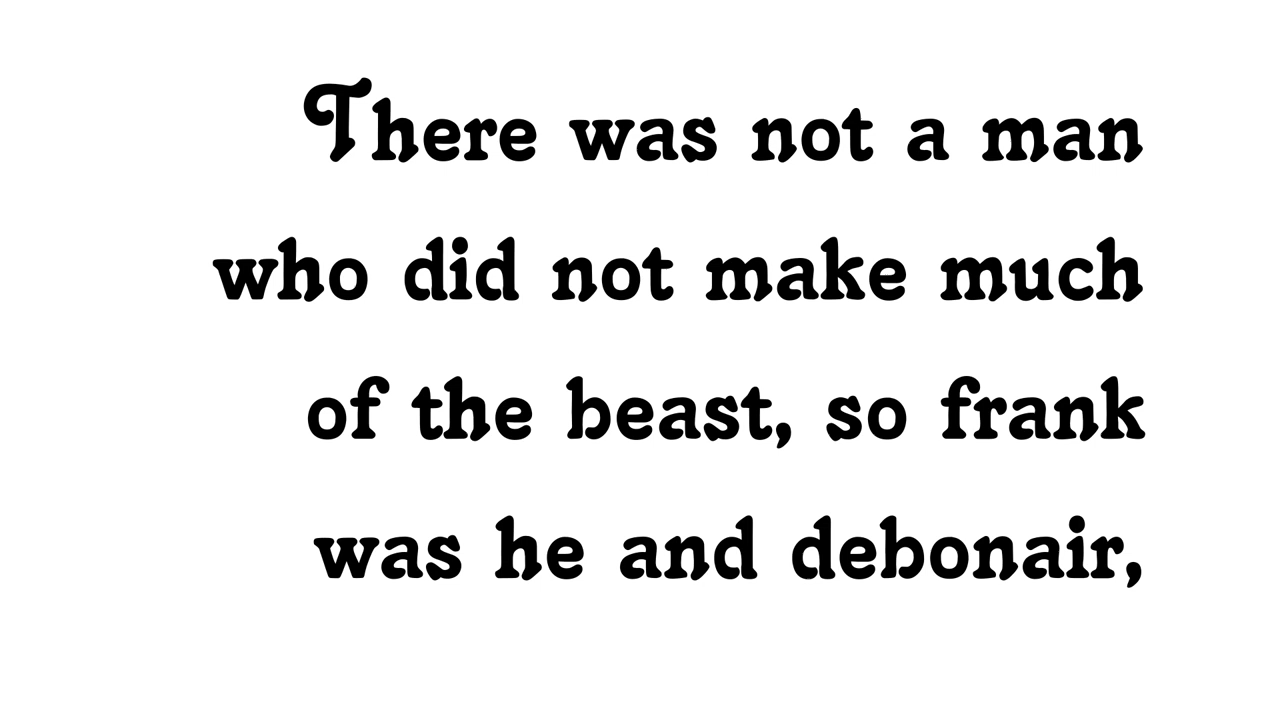 There was not a man
who did not make much
of the beast, so frank
was he and debonair,